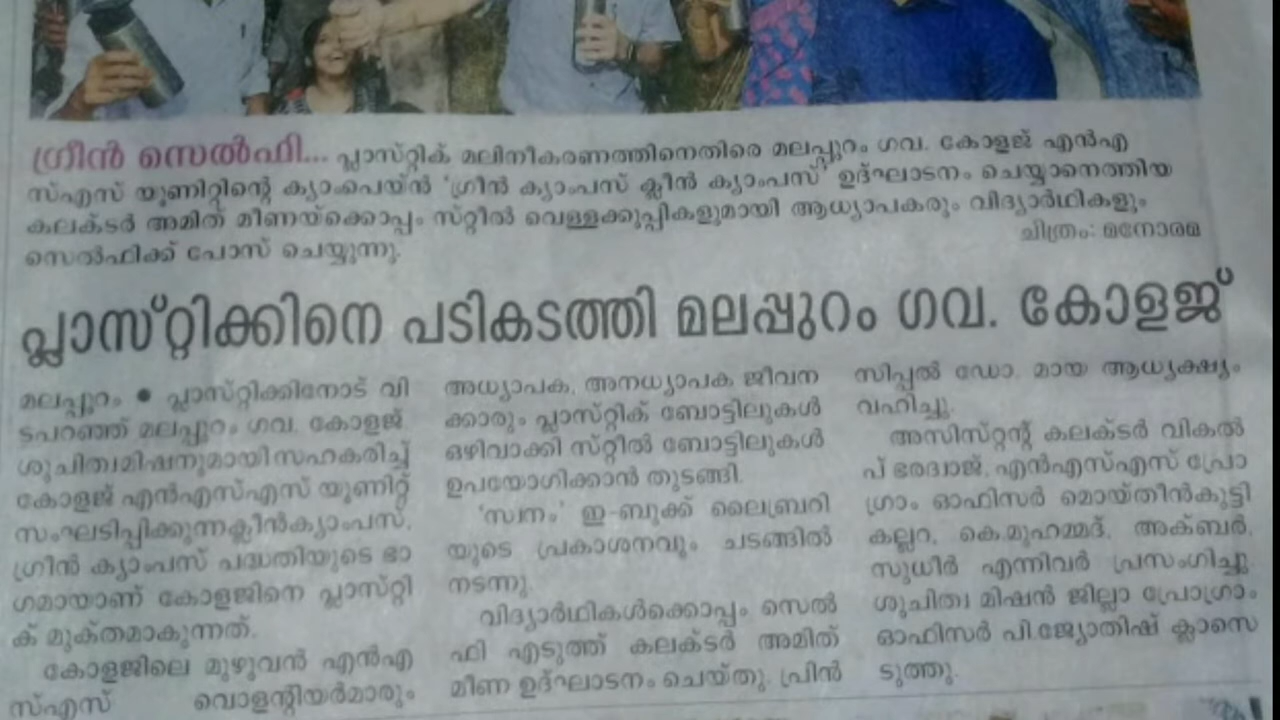 ഗ്രീൻ സെൽഫി... പ്ലാസ്റ്റിക് മലിനീകരണത്തിനെതിരെ മലപ്പുറം ഗവ. കോളജ് എൻഎ
സ്എസ് യൂണിറ്റിന്റെ ക്യാംപെയ്ൻ ‘ഗ്രീൻ ക്യാംപസ് ക്ലീൻ ക്യാംപസ്’ ഉദ്ഘാടനം ചെയ്യാനെത്തിയ
കലക്ടർ അമിത് മീണയ്ക്കൊപ്പം സ്റ്റീൽ വെള്ളക്കുപ്പികളുമായി ആധ്യാപകരും വിദ്യാർഥികളും
സെൽഫിക്ക് പോസ് ചെയ്യുന്നു.
ചിത്രം: മനോരമ
പ്ലാസ്റ്റിക്കിനെ പടികടത്തി മലപ്പുറം ഗവ. കോളജ്
മലപ്പുറം ● പ്ലാസ്റ്റിക്കിനോട് വി
ടപറഞ്ഞ് മലപ്പുറം ഗവ. കോളജ്.
ശുചിത്വമിഷനുമായി സഹകരിച്ച്
കോളജ് എൻഎസ്എസ് യൂണിറ്റ്
സംഘടിപ്പിക്കുന്ന ക്ലീൻ ക്യാംപസ്,
ഗ്രീൻ ക്യാംപസ് പദ്ധതിയുടെ ഭാ
ഗമായാണ് കോളജിനെ പ്ലാസ്റ്റി
ക് മുക്തമാകുന്നത്.
കോളജിലെ മുഴുവൻ എൻഎ
സ്എസ് വൊളന്റിയർമാരും
അധ്യാപക, അനധ്യാപക ജീവന
ക്കാരും പ്ലാസ്റ്റിക് ബോട്ടിലുകൾ
ഒഴിവാക്കി സ്റ്റീൽ ബോട്ടിലുകൾ
ഉപയോഗിക്കാൻ തുടങ്ങി.
‘സ്വനം’ ഇ-ബുക്ക് ലൈബ്രറി
യുടെ പ്രകാശനവും ചടങ്ങിൽ
നടന്നു.
വിദ്യാർഥികൾക്കൊപ്പം സെൽ
ഫി എടുത്ത് കലക്ടർ അമിത്
മീണ ഉദ്ഘാടനം ചെയ്തു. പ്രിൻ
സിപ്പൽ ഡോ. മായ ആധ്യക്ഷ്യം
വഹിച്ചു.
അസിസ്റ്റന്റ് കലക്ടർ വികൽ
പ് ഭരദ്വാജ്, എൻഎസ്എസ് പ്രോ
ഗ്രാം ഓഫിസർ മൊയ്തീൻകുട്ടി
കല്ലറ, കെ.മുഹമ്മദ്, അക്ബർ,
സുധീർ എന്നിവർ പ്രസംഗിച്ചു.
ശുചിത്വ മിഷൻ ജില്ലാ പ്രോഗ്രാം
ഓഫിസർ പി.ജ്യോതിഷ് ക്ലാസെ
ടുത്തു.